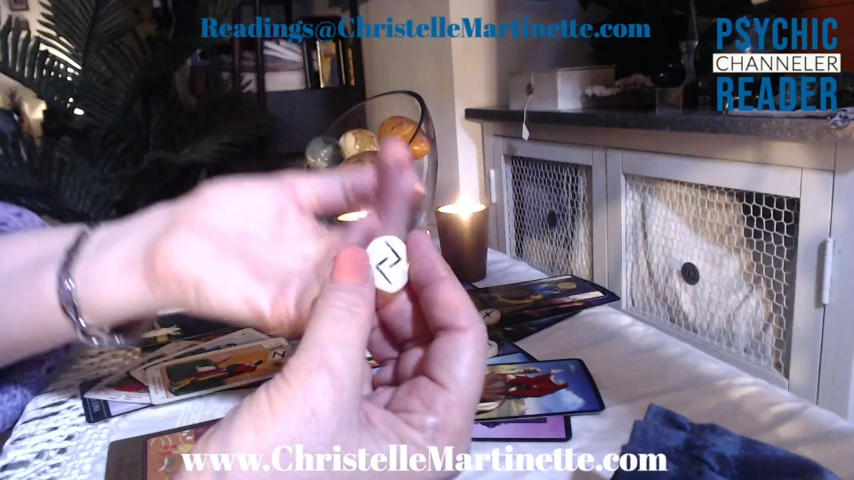 Readings@ChristelleMartinette.com
PSYCHIC
CHANNELER
READER
www.ChristelleMartinette.com